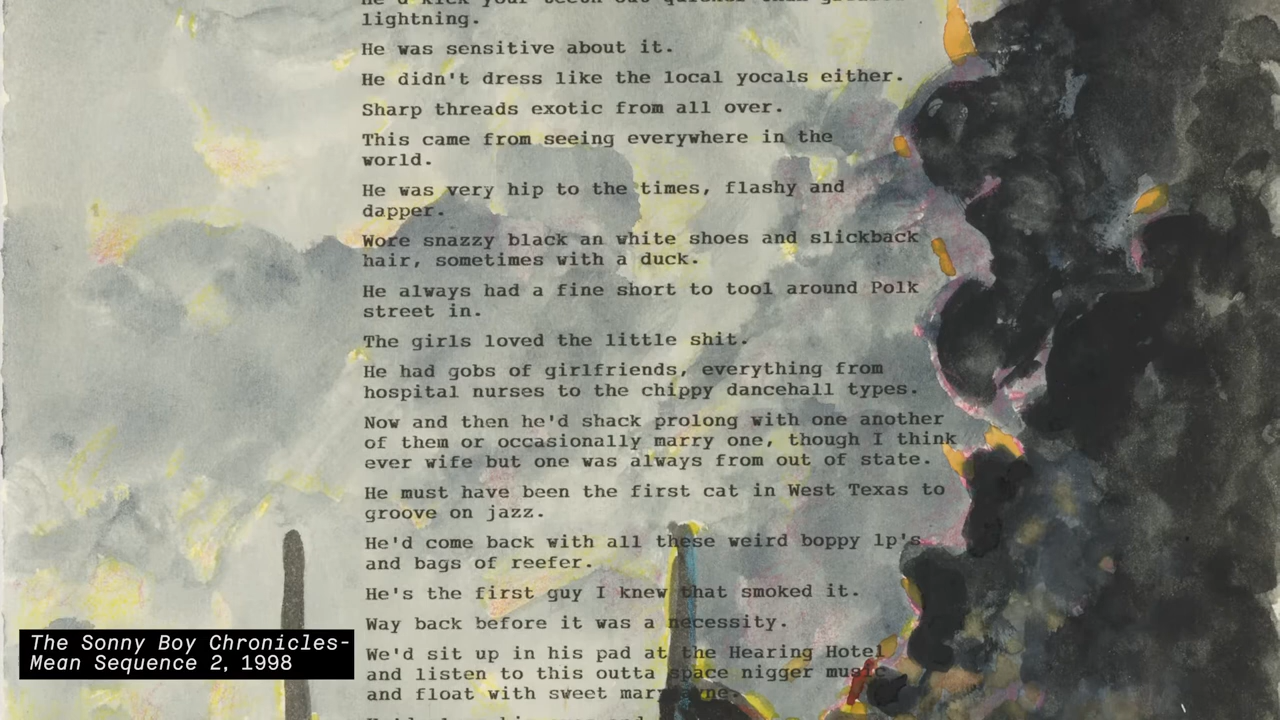 He'd kick your teeth out quicker than greased
lightning.
He was sensitive about it.
He didn't dress like the local yocals either.
Sharp threads exotic from all over.
This came from seeing everywhere in the
world.
He was very hip to the times, flashy and
dapper.
Wore snazzy black an white shoes and slickback
hair, sometimes with a duck.
He always had a fine short to tool around Polk
street in.
The girls loved the little shit.
He had gobs of girlfriends, everything from
hospital nurses to the chippy dancehall types.
Now and then he'd shack prolong with one another
of them or occasionally marry one, though I think
ever wife but one was always from out of state.
He must have been the first cat in West Texas to
groove on jazz.
He'd come back with all these weird boppy lp's
and bags of reefer.
He's the first guy I knew that smoked it.
Way back before it was a necessity.
We'd sit up in his pad at the Hearing Hotel
and listen to this outta space nigger music
and float with sweet mary
The Sonny Boy Chronicles-
Mean Sequence 2, 1998